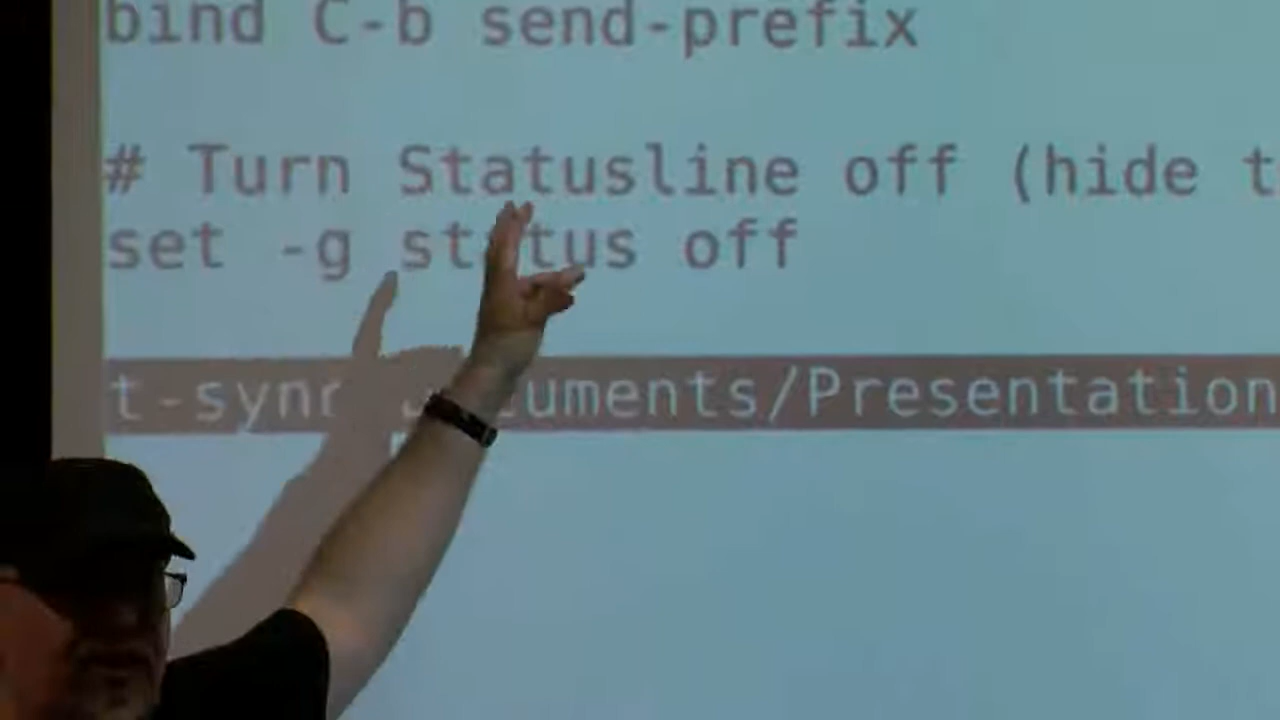 bind C-b send-prefix
# Turn Statusline off (hide t
set -g status off
t-sync uments/Presentation